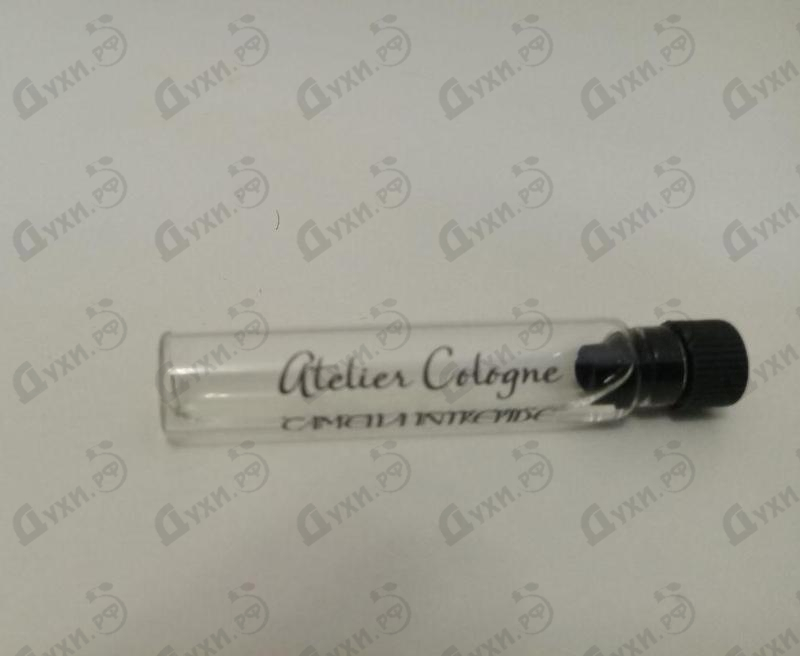 Atelier Cologne
CAMELIA INTREPIDE
Духи.рф